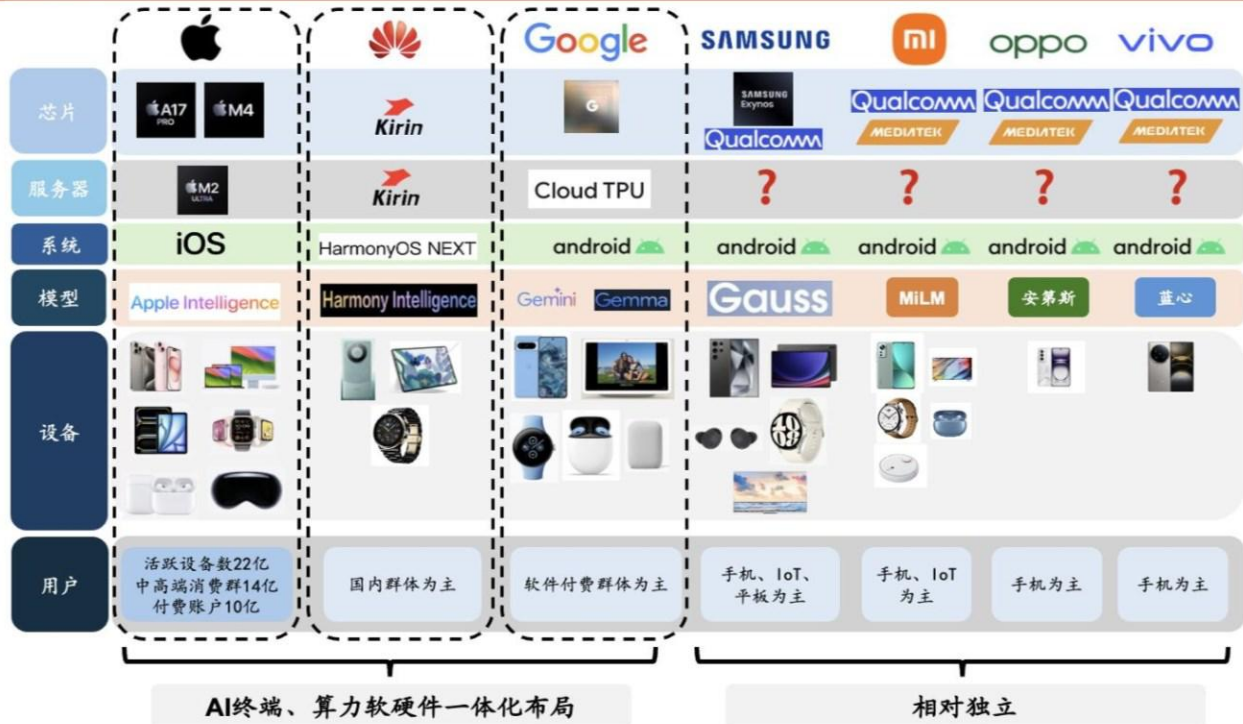 Google
SAMSUNG
mi
oppo
vivo
芯片
A17
PRO
M4
Kirin
G
SAMSUNG
Exynos
Qualcomm
Qualcomm
MEDIATEK
Qualcomm
MEDIATEK
Qualcomm
MEDIATEK
服务器
M2
ULTRA
Kirin
Cloud TPU
?
?
?
?
系统
iOS
HarmonyOS NEXT
android
android
android
android
android
模型
Apple Intelligence
Harmony Intelligence
Gemini
Gemma
Gauss
MiLM
安第斯
蓝心
设备
用户
活跃设备数22亿
中高端消费群14亿
付费账户10亿
国内群体为主
软件付费群体为主
手机、IoT、
平板为主
手机、IoT
为主
手机为主
手机为主
AI终端、算力软硬件一体化布局
相对独立